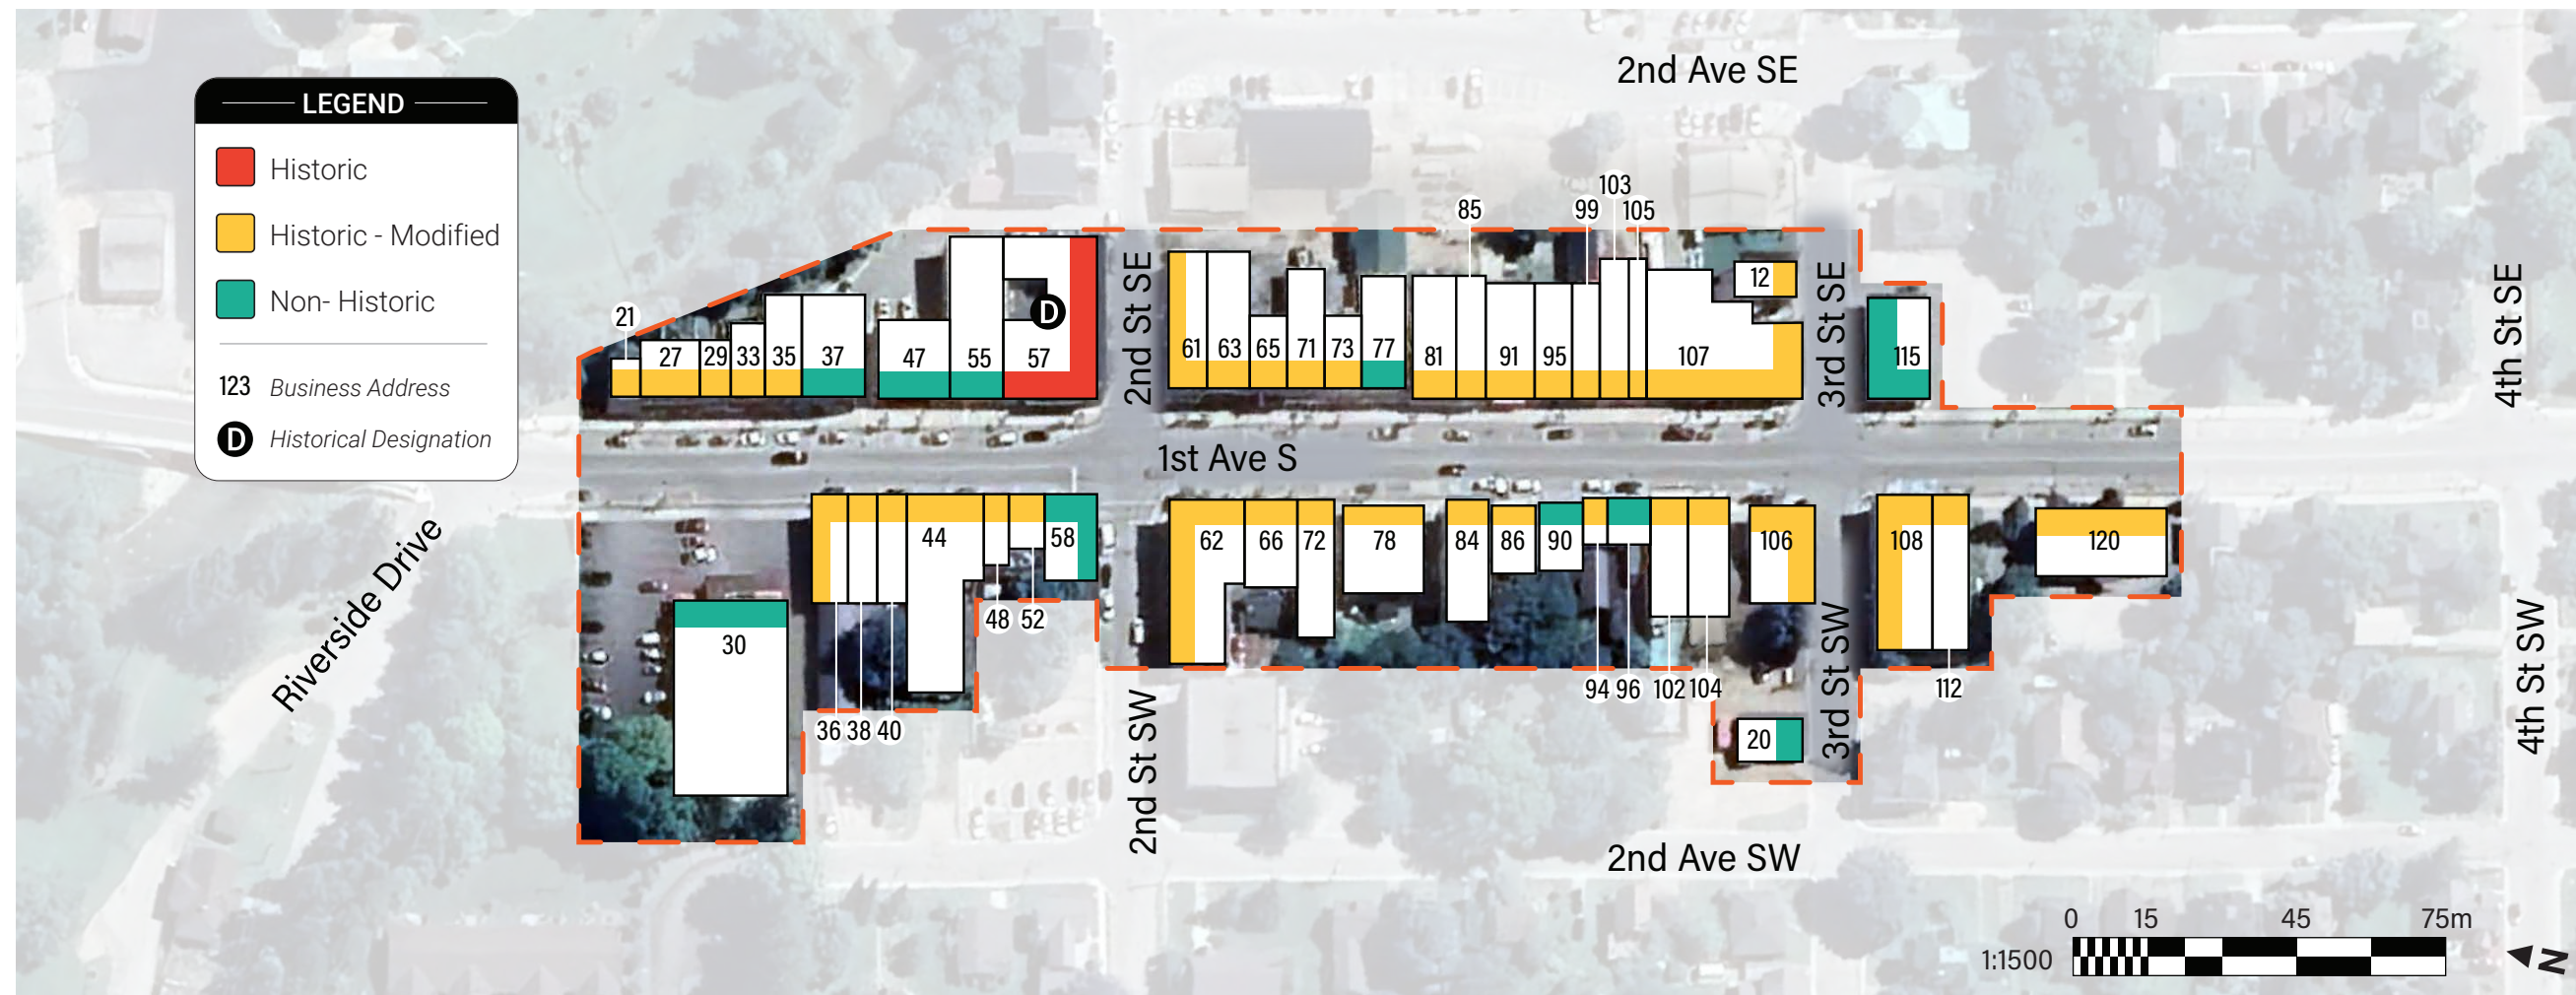 2nd Ave SE
LEGEND
Historic
Historic - Modified
Non- Historic
123 Business Address
D Historical Designation
103
85 99 105
21
27 29 33 35 37 47 55 57
D
2nd St SE
61 63 65 71 73 77 81 91 95 107
12
3rd St SE
115
4th St SE
1st Ave S
Riverside Drive
30
44 58
48 52
36 38 40
2nd St SW
62 66 72 78 84 86 90 106
94 96 102 104
20
3rd St SW
108 120
112
4th St SW
2nd Ave SW
0 15 45 75m
1:1500
N